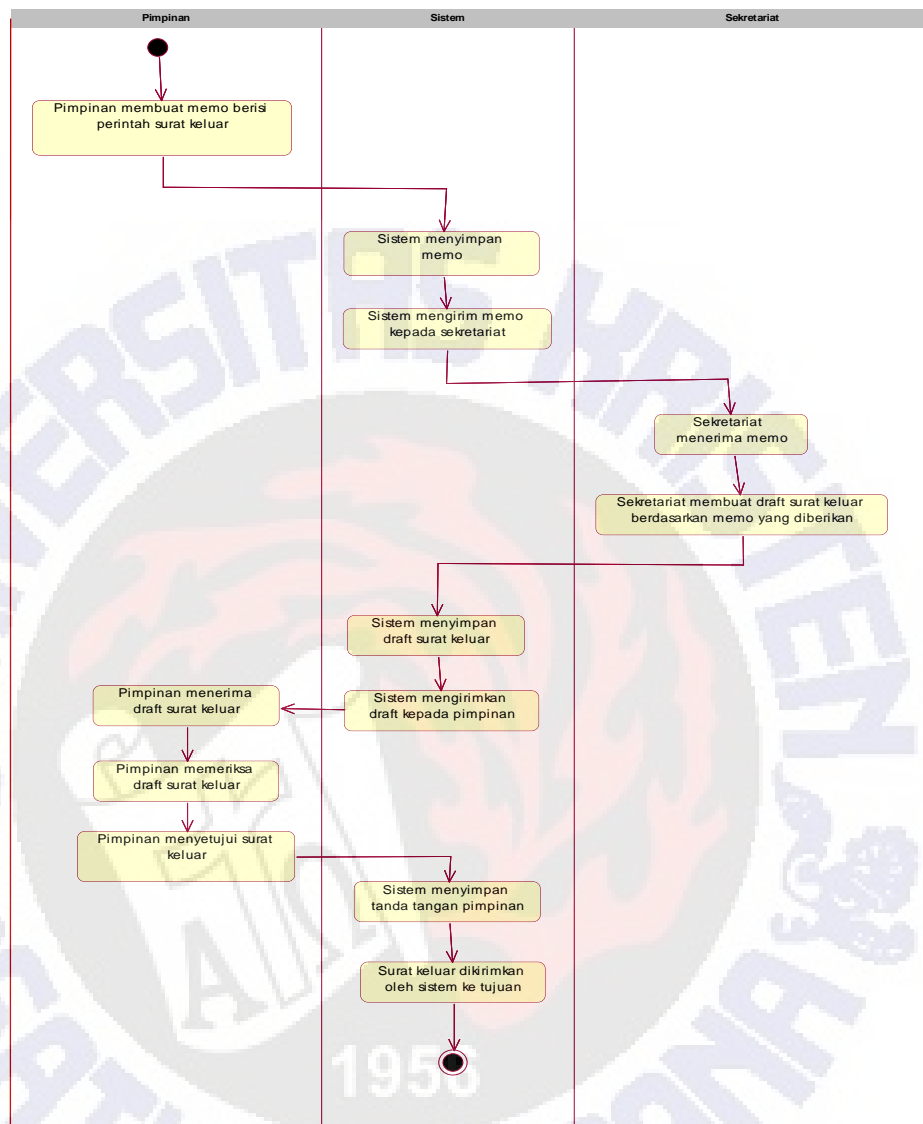 Pimpinan
Sistem
Sekretariat
Pimpinan membuat memo berisi
perintah surat keluar
Sistem menyimpan
memo
Sistem mengirim memo
kepada sekretariat
Sekretariat
menerima memo
Sekretariat membuat draft surat keluar
berdasarkan memo yang diberikan
Sistem menyimpan
draft surat keluar
Sistem mengirimkan
draft kepada pimpinan
Pimpinan menerima
draft surat keluar
Pimpinan memeriksa
draft surat keluar
Pimpinan menyetujui surat
keluar
Sistem menyimpan
tanda tangan pimpinan
Surat keluar dikirimkan
oleh sistem ke tujuan
UNIVERSITAS KRISTEN
1956